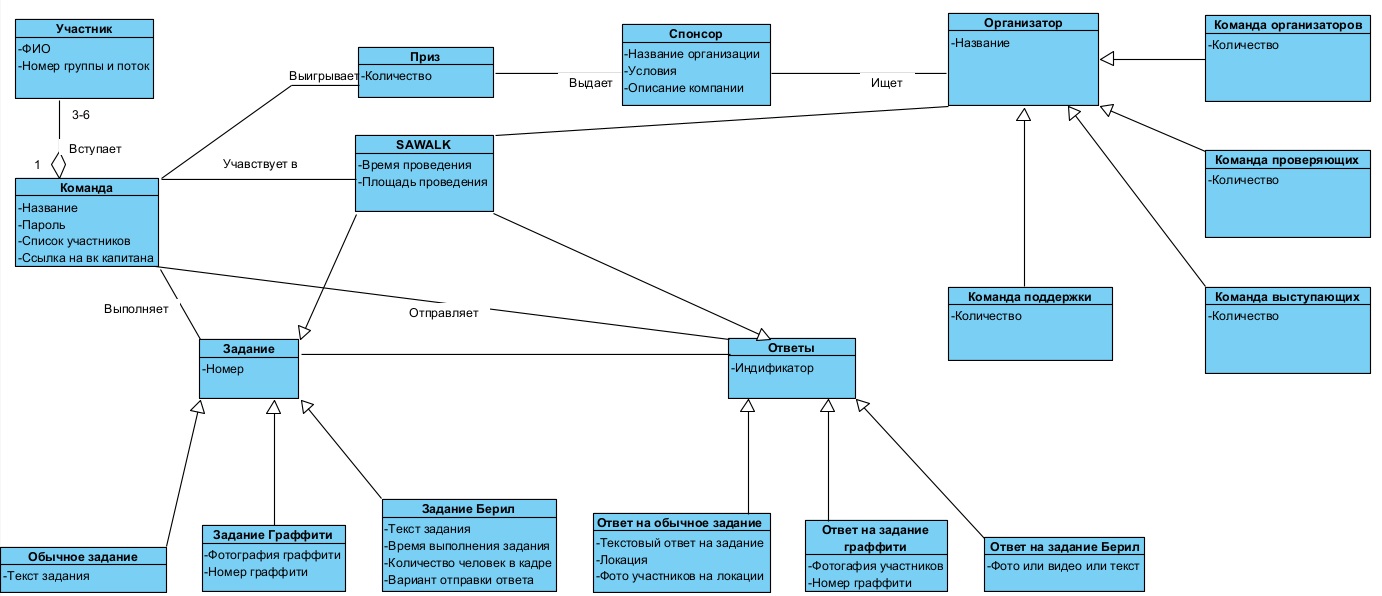 Участник
-ФИО
-Номер группы и поток
3-6
Вступает
1
Команда
-Название
-Пароль
-Список участников
-Ссылка на вк капитана
Выигрывает
Приз
-Количество
Выдает
Спонсор
-Название организации
-Условия
-Описание компании
Ищет
Организатор
-Название
Команда организаторов
-Количество
Команда проверяющих
-Количество
Команда выступающих
-Количество
Команда поддержки
-Количество
Учавствует в
SAWALK
-Время проведения
-Площадь проведения
Выполняет
Отправляет
Задание
-Номер
Ответы
-Индификатор
Обычное задание
-Текст задания
Задание Граффити
-Фотография граффити
-Номер граффити
Задание Берил
-Текст задания
-Время выполнения задания
-Количество человек в кадре
-Вариант отправки ответа
Ответ на обычное задание
-Текстовый ответ на задание
-Локация
-Фото участников на локации
Ответ на задание
граффити
-Фотогафия участников
-Номер граффити
Ответ на задание Берил
-Фото или видео или текст